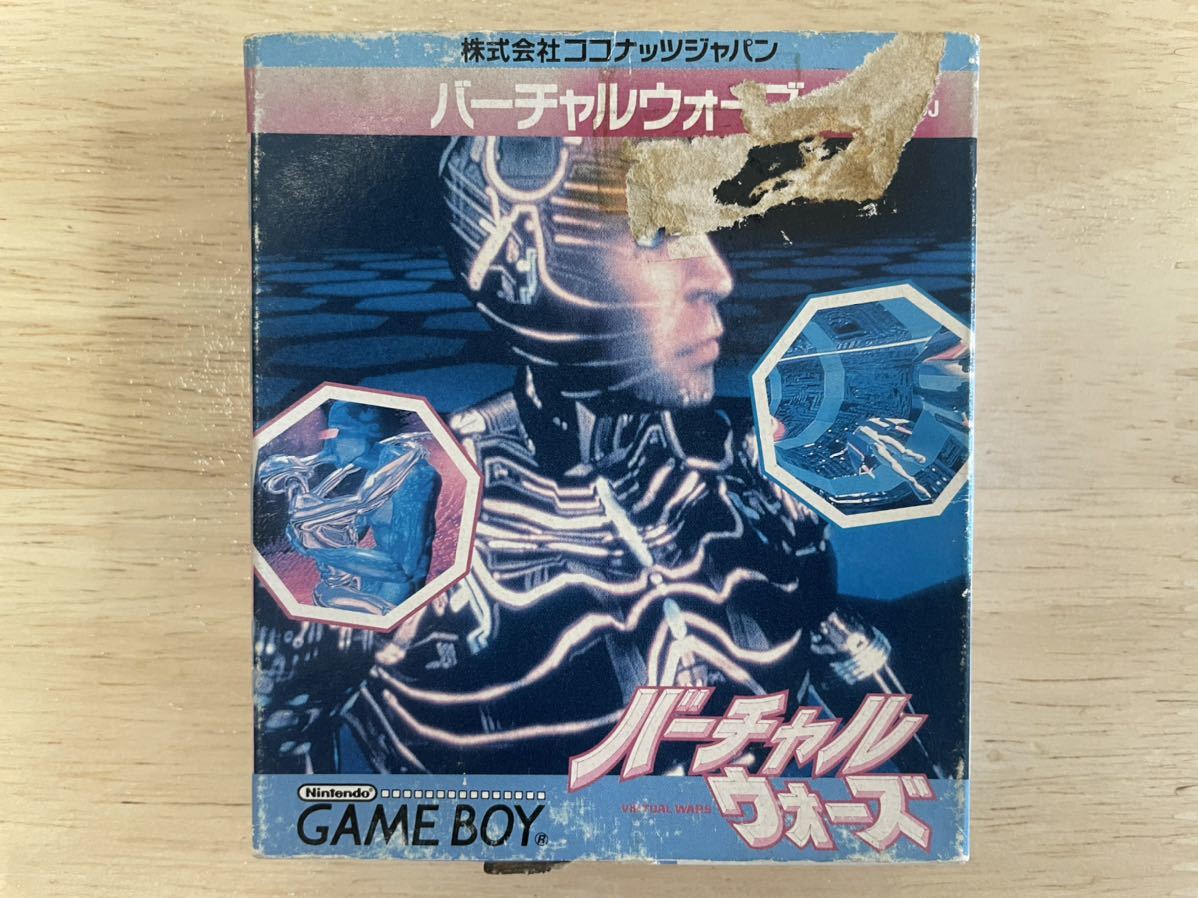 株式会社ココナッツジャパン
バーチャルウォーズ
J
バーチャル
ウォーズ
VIRTUAL WARS
Nintendo
GAME BOY